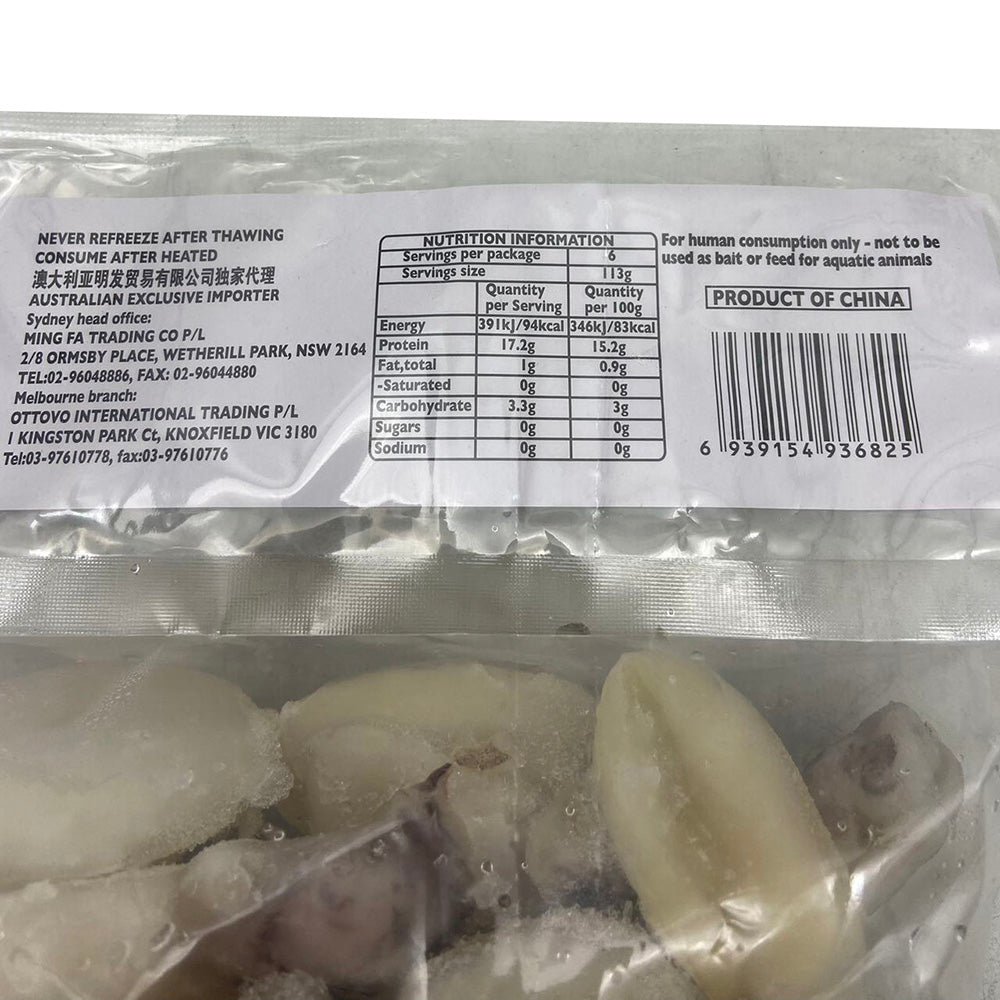 NEVER REFREEZE AFTER THAWING
CONSUME AFTER HEATED
澳大利亚明发贸易有限公司独家代理
AUSTRALIAN EXCLUSIVE IMPORTER
Sydney head office:
MING FA TRADING CO P/L
2/8 ORMSBY PLACE, WETHERILL PARK, NSW 2164
TEL:02-96048886, FAX: 02-96044880
Melbourne branch:
OTTOVO INTERNATIONAL TRADING P/L
1 KINGSTON PARK Ct, KNOXFIELD VIC 3180
Tel:03-97610778, fax:03-97610776
NUTRITION INFORMATION
Servings per package 6
Servings size 113g
Quantity per Serving Quantity per 100g
Energy 391kJ/94kcal 346kJ/83kcal
Protein 17.2g 15.2g
Fat,total 1g 0.9g
-Saturated 0g 0g
Carbohydrate 3.3g 3g
Sugars 0g 0g
Sodium 0g 0g
For human consumption only - not to be
used as bait or feed for aquatic animals
PRODUCT OF CHINA
6 939154 936825